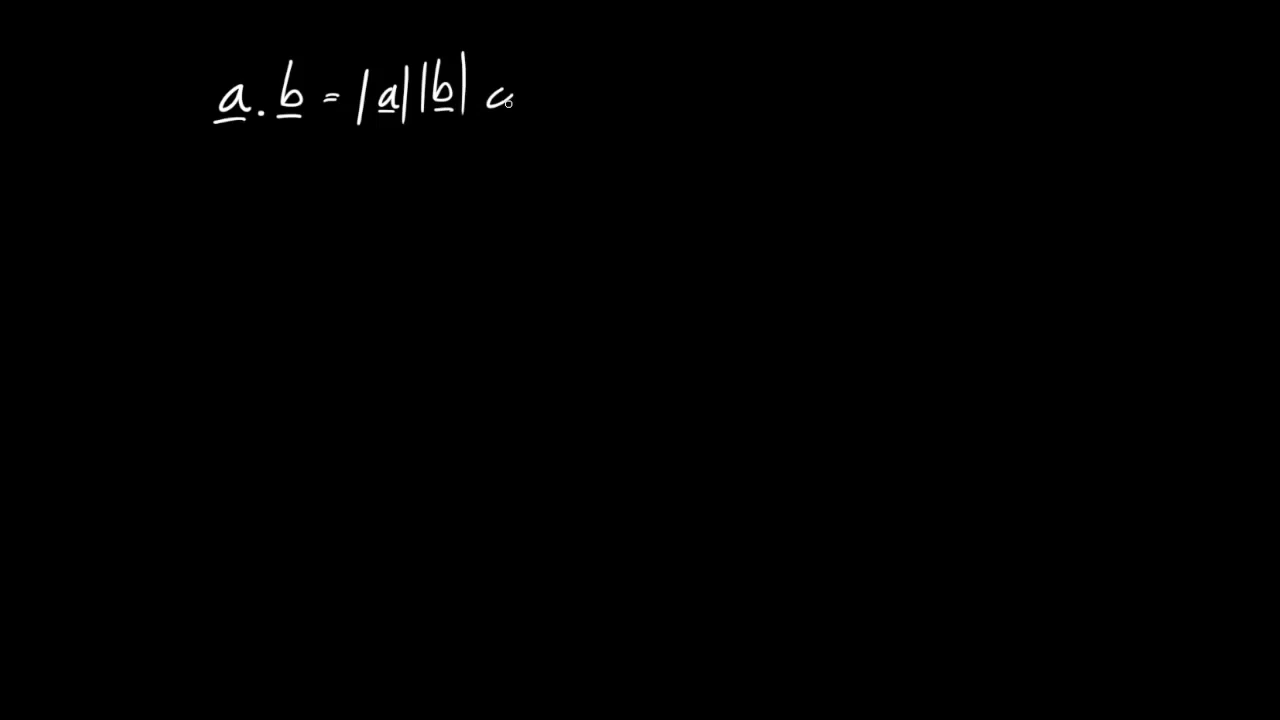 a . b = |a| |b| c